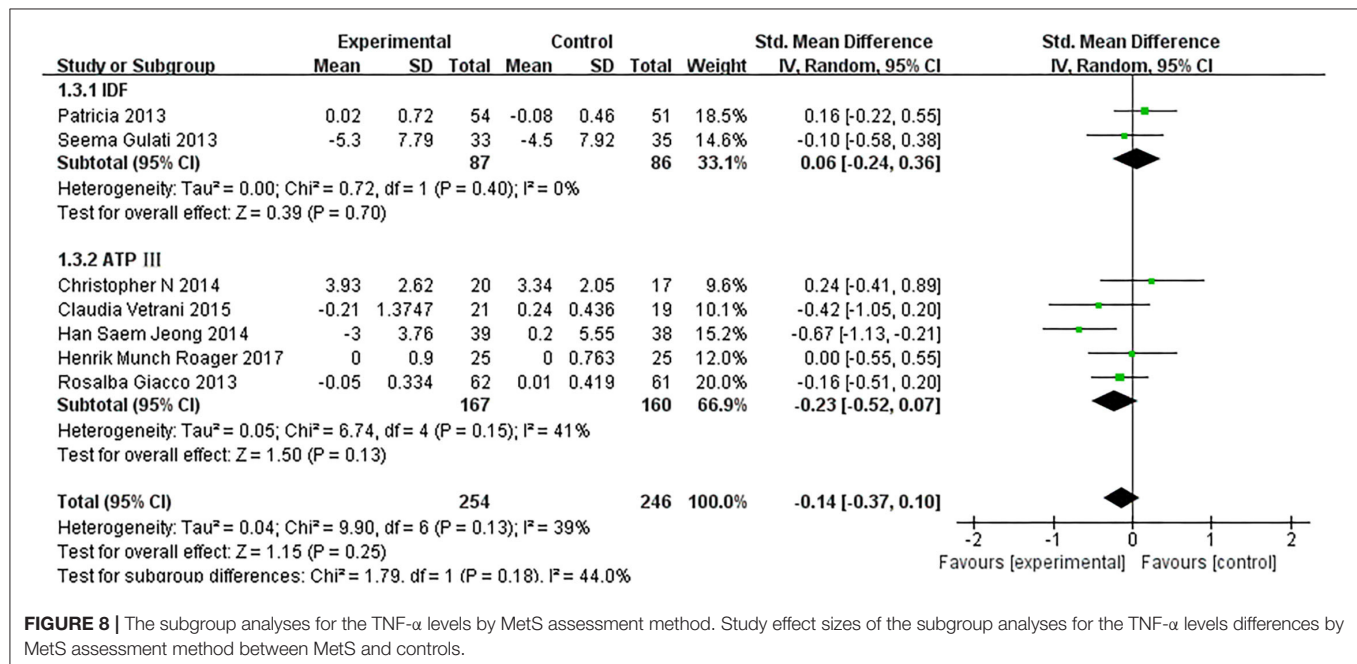 Experimental Control Std. Mean Difference Std. Mean Difference
Study or Subgroup Mean SD Total Mean SD Total Weight IV, Random, 95% CI IV, Random, 95% CI
1.3.1 IDF
Patricia 2013 0.02 0.72 54 -0.08 0.46 51 18.5% 0.16 [-0.22, 0.55]
Seema Gulati 2013 -5.3 7.79 33 -4.5 7.92 35 14.6% -0.10 [-0.58, 0.38]
Subtotal (95% CI) 87 86 33.1% 0.06 [-0.24, 0.36]
Heterogeneity: Tau² = 0.00; Chi² = 0.72, df = 1 (P = 0.40); I² = 0%
Test for overall effect: Z = 0.39 (P = 0.70)
1.3.2 ATP III
Christopher N 2014 3.93 2.62 20 3.34 2.05 17 9.6% 0.24 [-0.41, 0.89]
Claudia Vetrani 2015 -0.21 1.3747 21 0.24 0.436 19 10.1% -0.42 [-1.05, 0.20]
Han Saem Jeong 2014 -3 3.76 39 0.2 5.55 38 15.2% -0.67 [-1.13, -0.21]
Henrik Munch Roager 2017 0 0.9 25 0 0.763 25 12.0% 0.00 [-0.55, 0.55]
Rosalba Giacco 2013 -0.05 0.334 62 0.01 0.419 61 20.0% -0.16 [-0.51, 0.20]
Subtotal (95% CI) 167 160 66.9% -0.23 [-0.52, 0.07]
Heterogeneity: Tau² = 0.05; Chi² = 6.74, df = 4 (P = 0.15); I² = 41%
Test for overall effect: Z = 1.50 (P = 0.13)
Total (95% CI) 254 246 100.0% -0.14 [-0.37, 0.10]
Heterogeneity: Tau² = 0.04; Chi² = 9.90, df = 6 (P = 0.13); I² = 39%
Test for overall effect: Z = 1.15 (P = 0.25)
Test for subgroup differences: Chi² = 1.79, df = 1 (P = 0.18), I² = 44.0%
-2 -1 0 1 2
Favours [experimental] Favours [control]
FIGURE 8 | The subgroup analyses for the TNF-α levels by MetS assessment method. Study effect sizes of the subgroup analyses for the TNF-α levels differences by
MetS assessment method between MetS and controls.